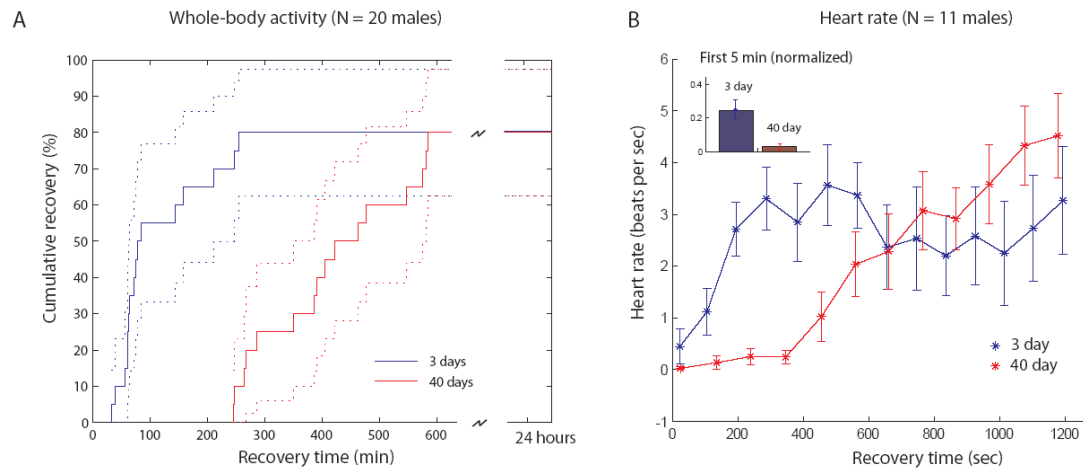 A
Whole-body activity (N = 20 males)
100
90
80
70
60
50
40
30
20
10
0
Cumulative recovery (%)
3 days
40 days
0
100
200
300
400
500
600
24 hours
Recovery time (min)
B
Heart rate (N = 11 males)
First 5 min (normalized)
0.4
0.2
0
3 day
40 day
6
5
4
3
2
1
0
-1
Heart rate (beats per sec)
3 day
40 day
0
200
400
600
800
1000
1200
Recovery time (sec)